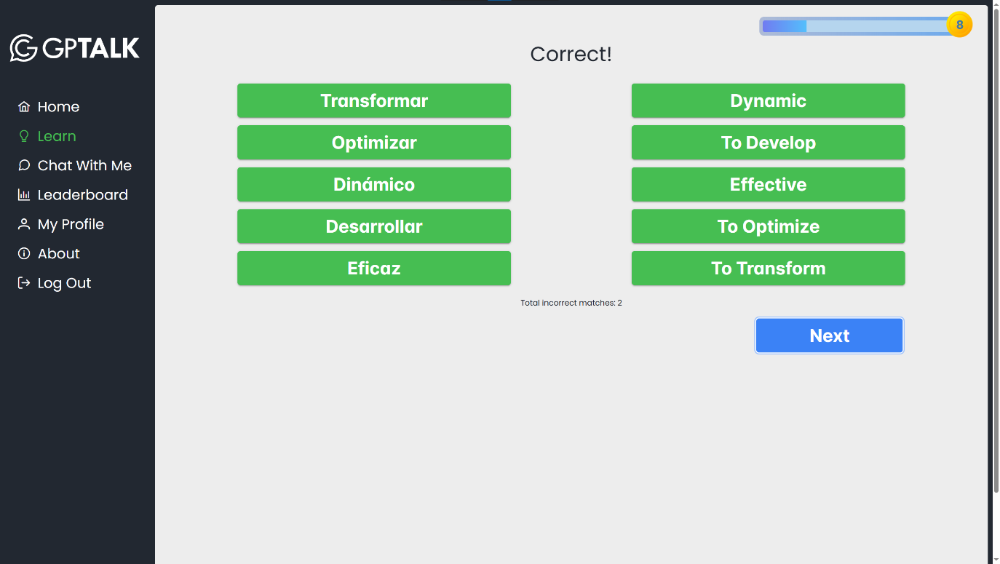 GPTALK
Home
Learn
Chat With Me
Leaderboard
My Profile
About
Log Out
8
Correct!
Transformar
Dynamic
Optimizar
To Develop
Dinámico
Effective
Desarrollar
To Optimize
Eficaz
To Transform
Total incorrect matches: 2
Next